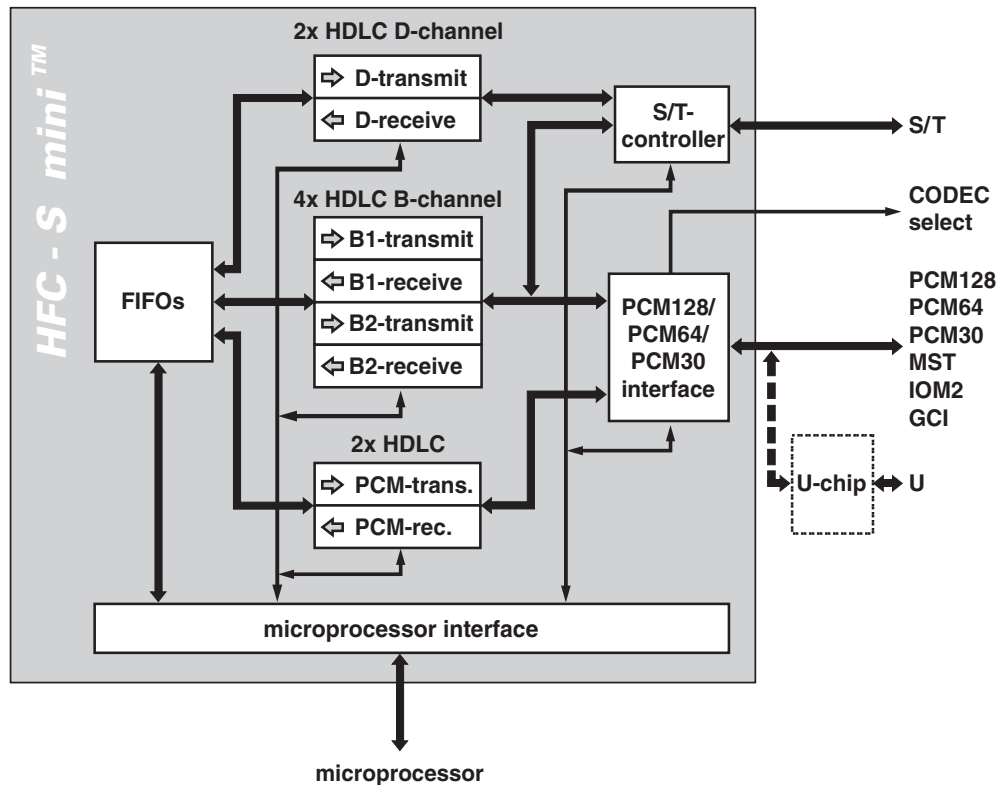 HFC - S mini ™
2x HDLC D-channel
D-transmit
D-receive
S/T-
controller
S/T
4x HDLC B-channel
B1-transmit
B1-receive
B2-transmit
B2-receive
CODEC
select
FIFOs
PCM128/
PCM64/
PCM30
interface
PCM128
PCM64
PCM30
MST
IOM2
GCI
2x HDLC
PCM-trans.
PCM-rec.
U-chip
U
microprocessor interface
microprocessor